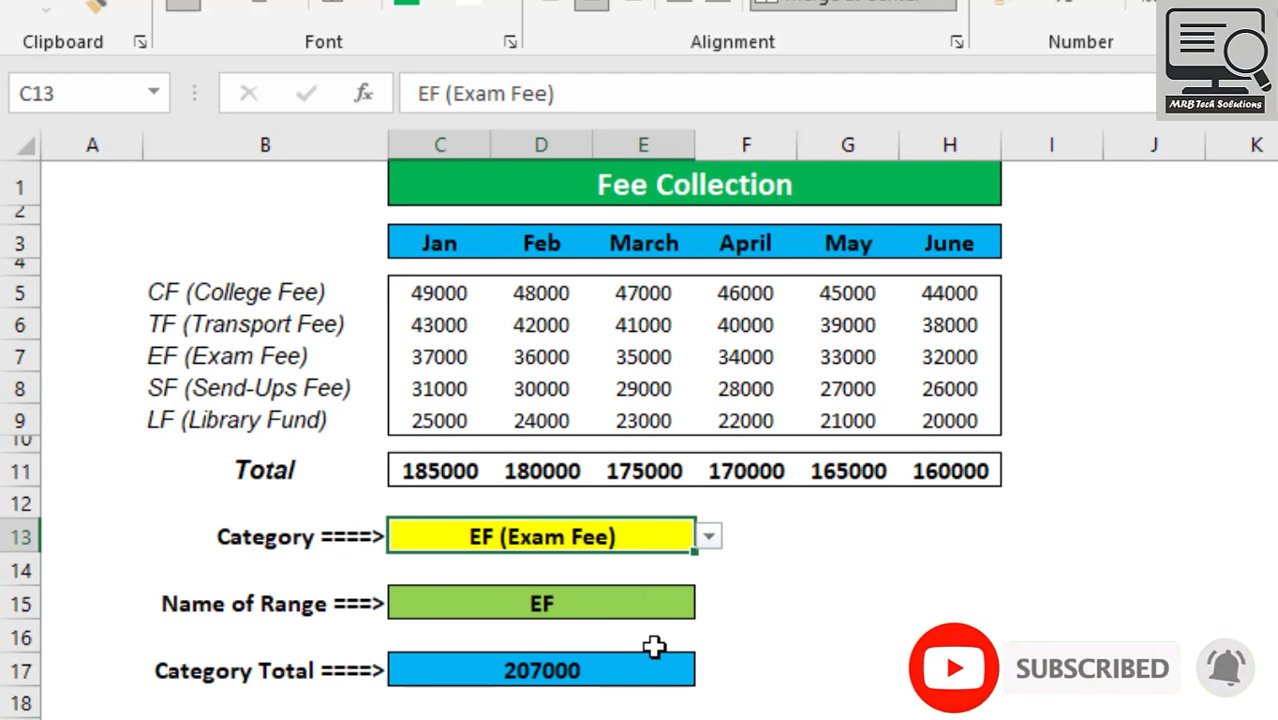 Clipboard Font Alignment Number
MRB Tech Solutions
C13 fx EF (Exam Fee)
A B C D E F G H I J K
1 Fee Collection
2
3 Jan Feb March April May June
4
5 CF (College Fee) 49000 48000 47000 46000 45000 44000
6 TF (Transport Fee) 43000 42000 41000 40000 39000 38000
7 EF (Exam Fee) 37000 36000 35000 34000 33000 32000
8 SF (Send-Ups Fee) 31000 30000 29000 28000 27000 26000
9 LF (Library Fund) 25000 24000 23000 22000 21000 20000
10
11 Total 185000 180000 175000 170000 165000 160000
12
13 Category ====> EF (Exam Fee)
14
15 Name of Range ===> EF
16
17 Category Total ====> 207000
SUBSCRIBED
18